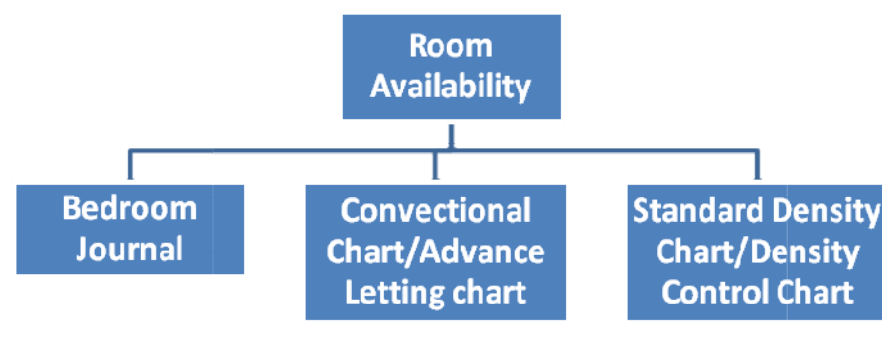 Room
Availability
Bedroom
Journal
Convectional
Chart/Advance
Letting chart
Standard Density
Chart/Density
Control Chart